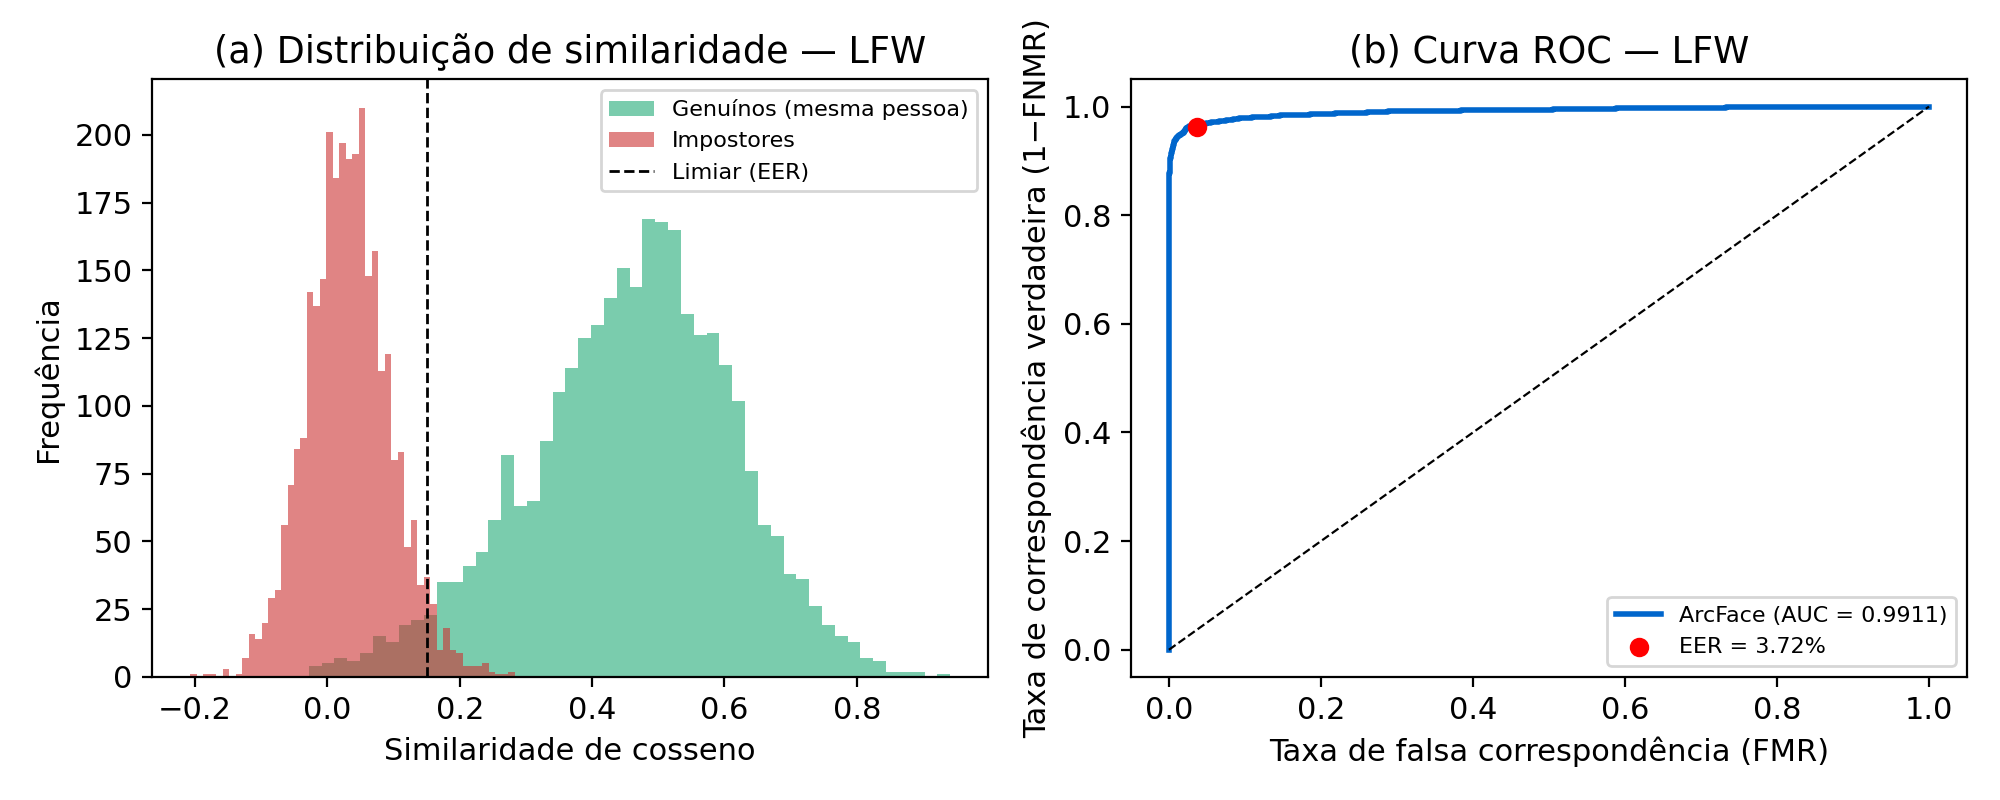 (a) Distribuição de similaridade — LFW
Genuínos (mesma pessoa)
Impostores
Limiar (EER)
Frequência
200
175
150
125
100
75
50
25
0
−0.2 0.0 0.2 0.4 0.6 0.8
Similaridade de cosseno
(b) Curva ROC — LFW
Taxa de correspondência verdadeira (1−FNMR)
1.0
0.8
0.6
0.4
0.2
0.0
ArcFace (AUC = 0.9911)
EER = 3.72%
0.0 0.2 0.4 0.6 0.8 1.0
Taxa de falsa correspondência (FMR)